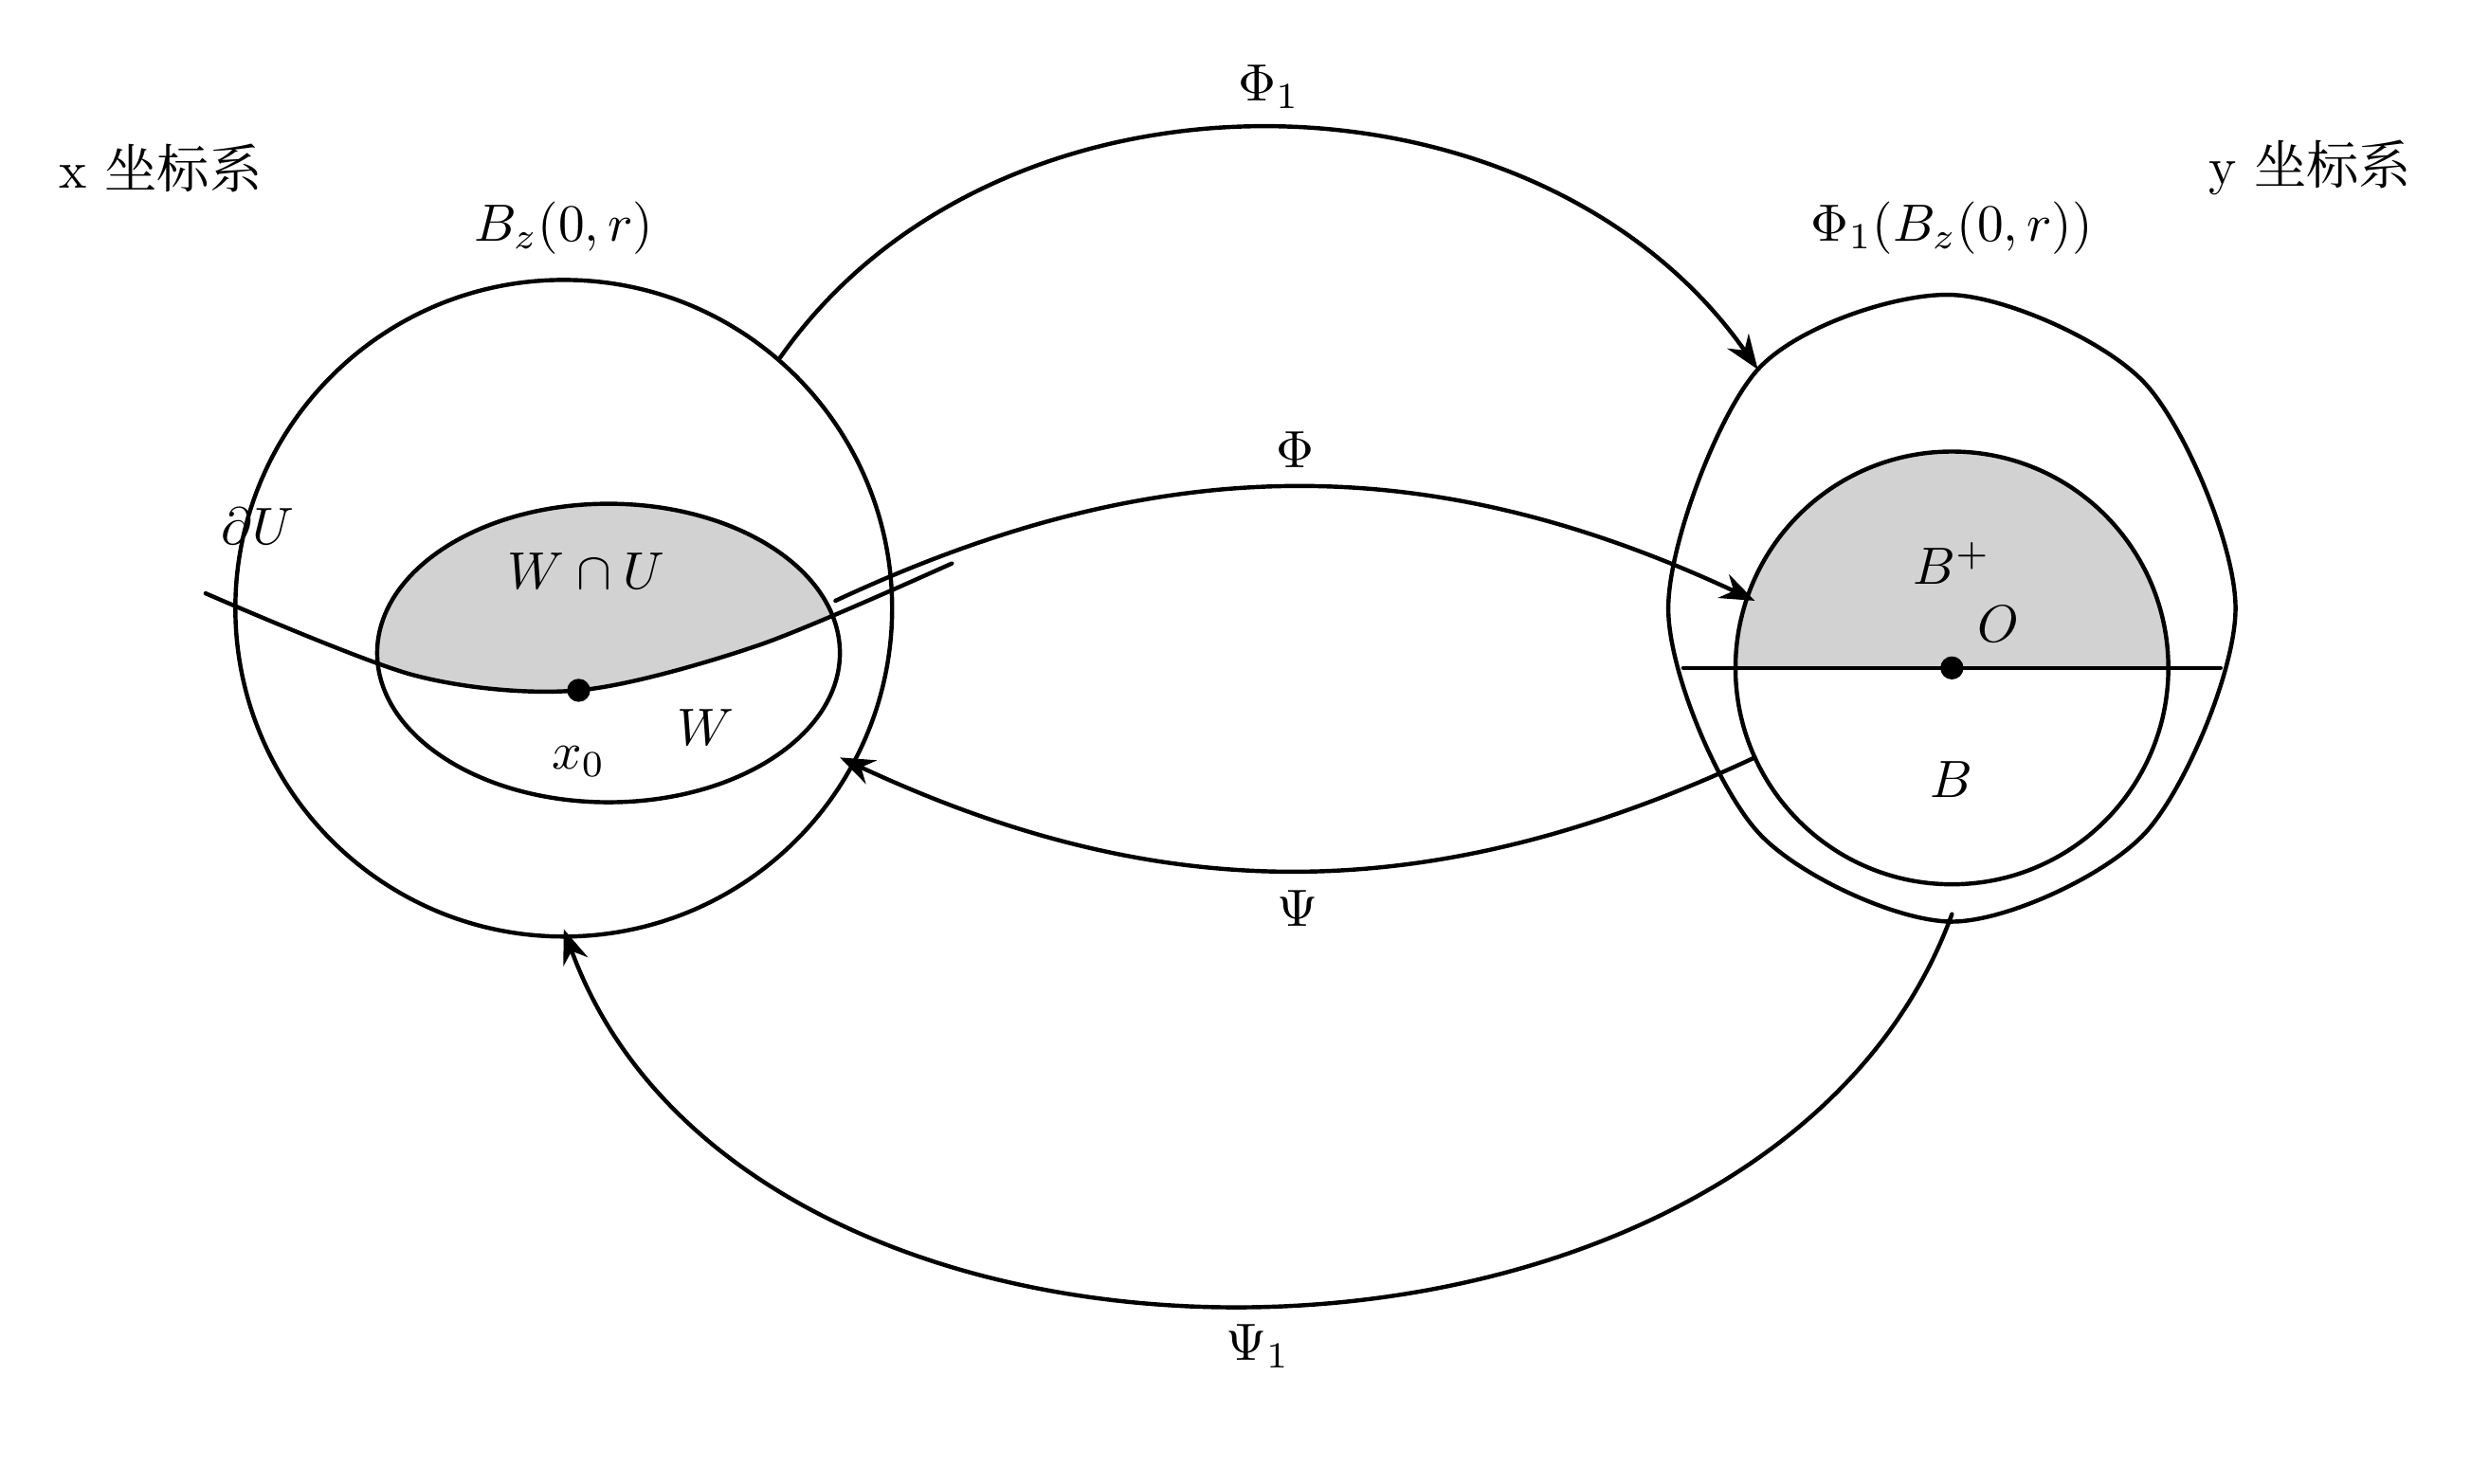 Φ₁
x 坐标系
y 坐标系
B_z(0, r)
Φ₁(B_z(0, r))
Φ
∂U
W ∩ U
B⁺
O
W
x₀
B
Ψ
Ψ₁